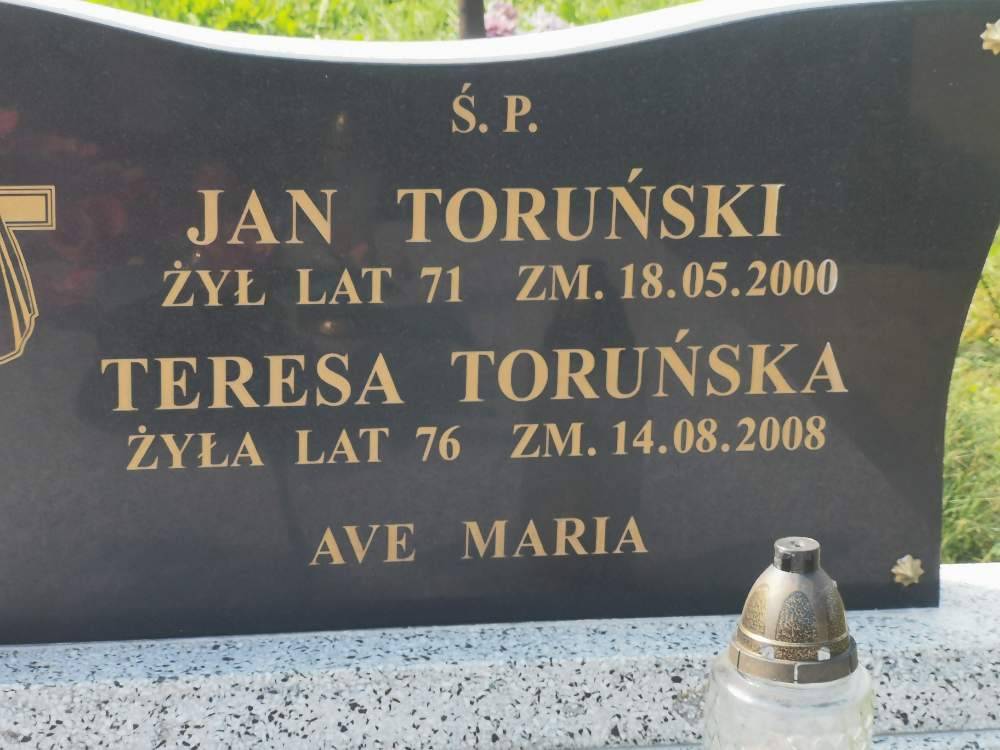 Ś. P.
JAN TORUŃSKI
ŻYŁ LAT 71 ZM. 18.05.2000
TERESA TORUŃSKA
ŻYŁA LAT 76 ZM. 14.08.2008
AVE MARIA